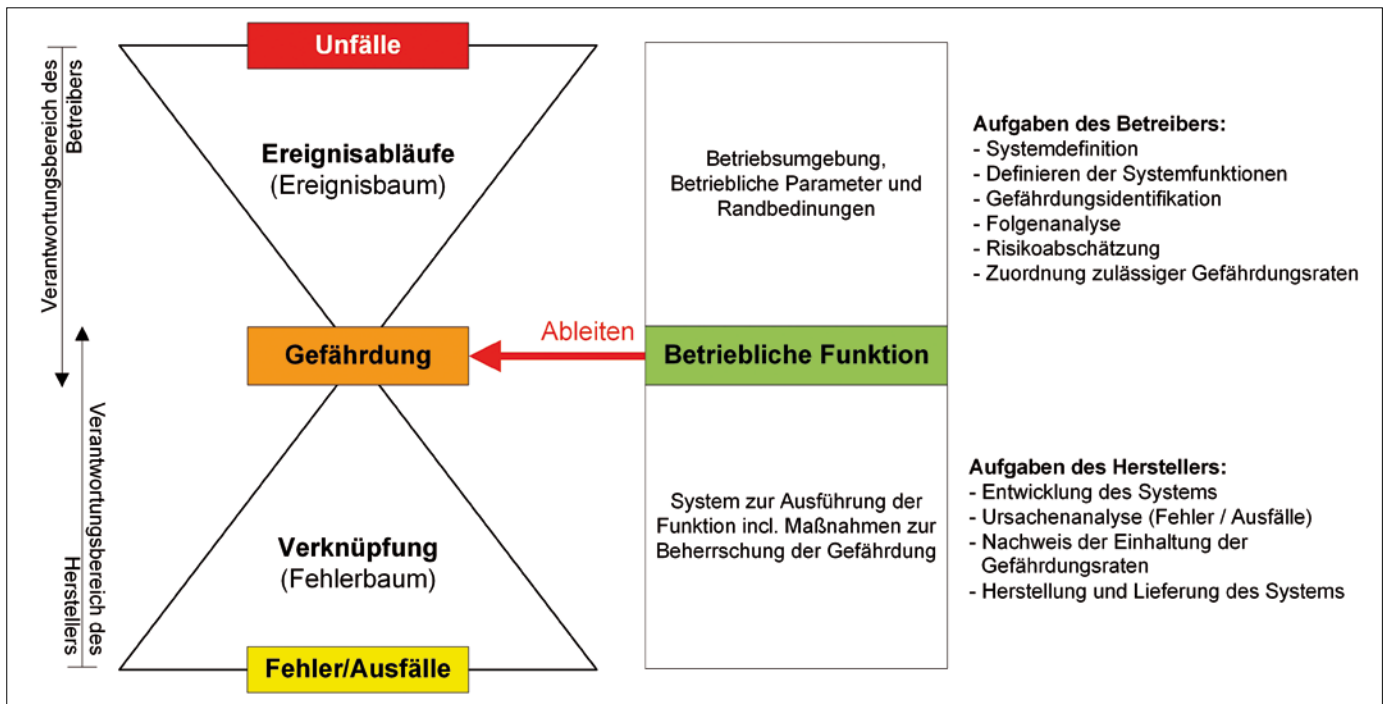 Verantwortungsbereich des
Betreibers
Verantwortungsbereich des
Herstellers
Unfälle
Ereignisabläufe
(Ereignisbaum)
Gefährdung
Verknüpfung
(Fehlerbaum)
Fehler/Ausfälle
Ableiten
Betriebsumgebung,
Betriebliche Parameter und
Randbedinungen
Betriebliche Funktion
System zur Ausführung der
Funktion incl. Maßnahmen zur
Beherrschung der Gefährdung
Aufgaben des Betreibers:
- Systemdefinition
- Definieren der Systemfunktionen
- Gefährdungsidentifikation
- Folgenanalyse
- Risikoabschätzung
- Zuordnung zulässiger Gefährdungsraten
Aufgaben des Herstellers:
- Entwicklung des Systems
- Ursachenanalyse (Fehler / Ausfälle)
- Nachweis der Einhaltung der
Gefährdungsraten
- Herstellung und Lieferung des Systems